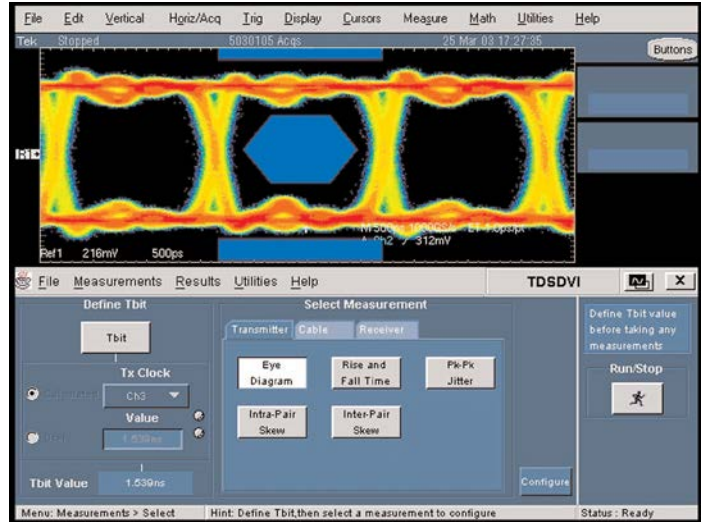 File Edit Vertical Horiz/Acq Trig Display Cursors Measure Math Utilities Help
Tek Stopped 5030105 Acqs 25 Mar 03 17:27:35
Buttons
R1
312mV
Ref1 216mV 500ps
File Measurements Results Utilities Help TDSDVI X
Define Tbit
Tbit
Tx Clock
Ch3
Value
1.539ns
Tbit Value 1.539ns
Select Measurement
Transmitter Cable Receiver
Eye Diagram
Rise and Fall Time
Pk-Pk Jitter
Intra-Pair Skew
Inter-Pair Skew
Configure
Define Tbit value
before taking any
measurements
Run/Stop
Menu: Measurements > Select Hint: Define Tbit,then select a measurement to configure Status : Ready